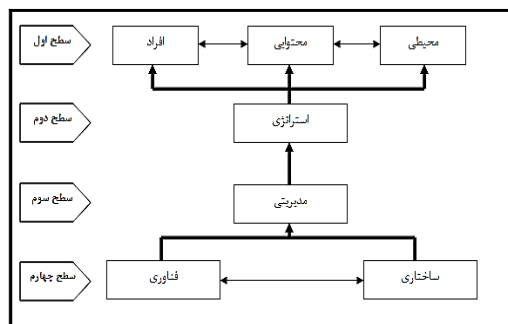 سطح اول
افراد
محتوایی
محیطی
سطح دوم
استراتژی
سطح سوم
مدیریتی
سطح چهارم
فناوری
ساختاری